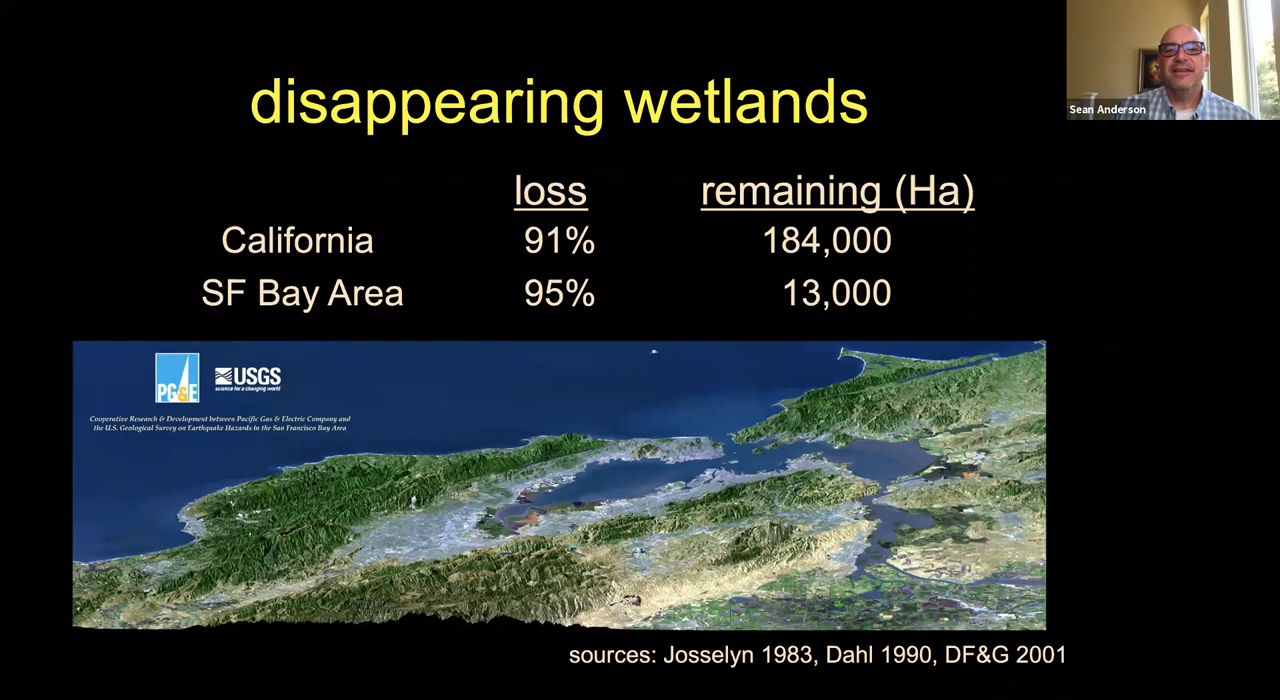 Sean Anderson
disappearing wetlands
loss remaining (Ha)
California 91% 184,000
SF Bay Area 95% 13,000
PG&E
USGS
science for a changing world
Cooperative Research & Development between Pacific Gas & Electric Company and
the U.S. Geological Survey on Earthquake Hazards in the San Francisco Bay Area
sources: Josselyn 1983, Dahl 1990, DF&G 2001